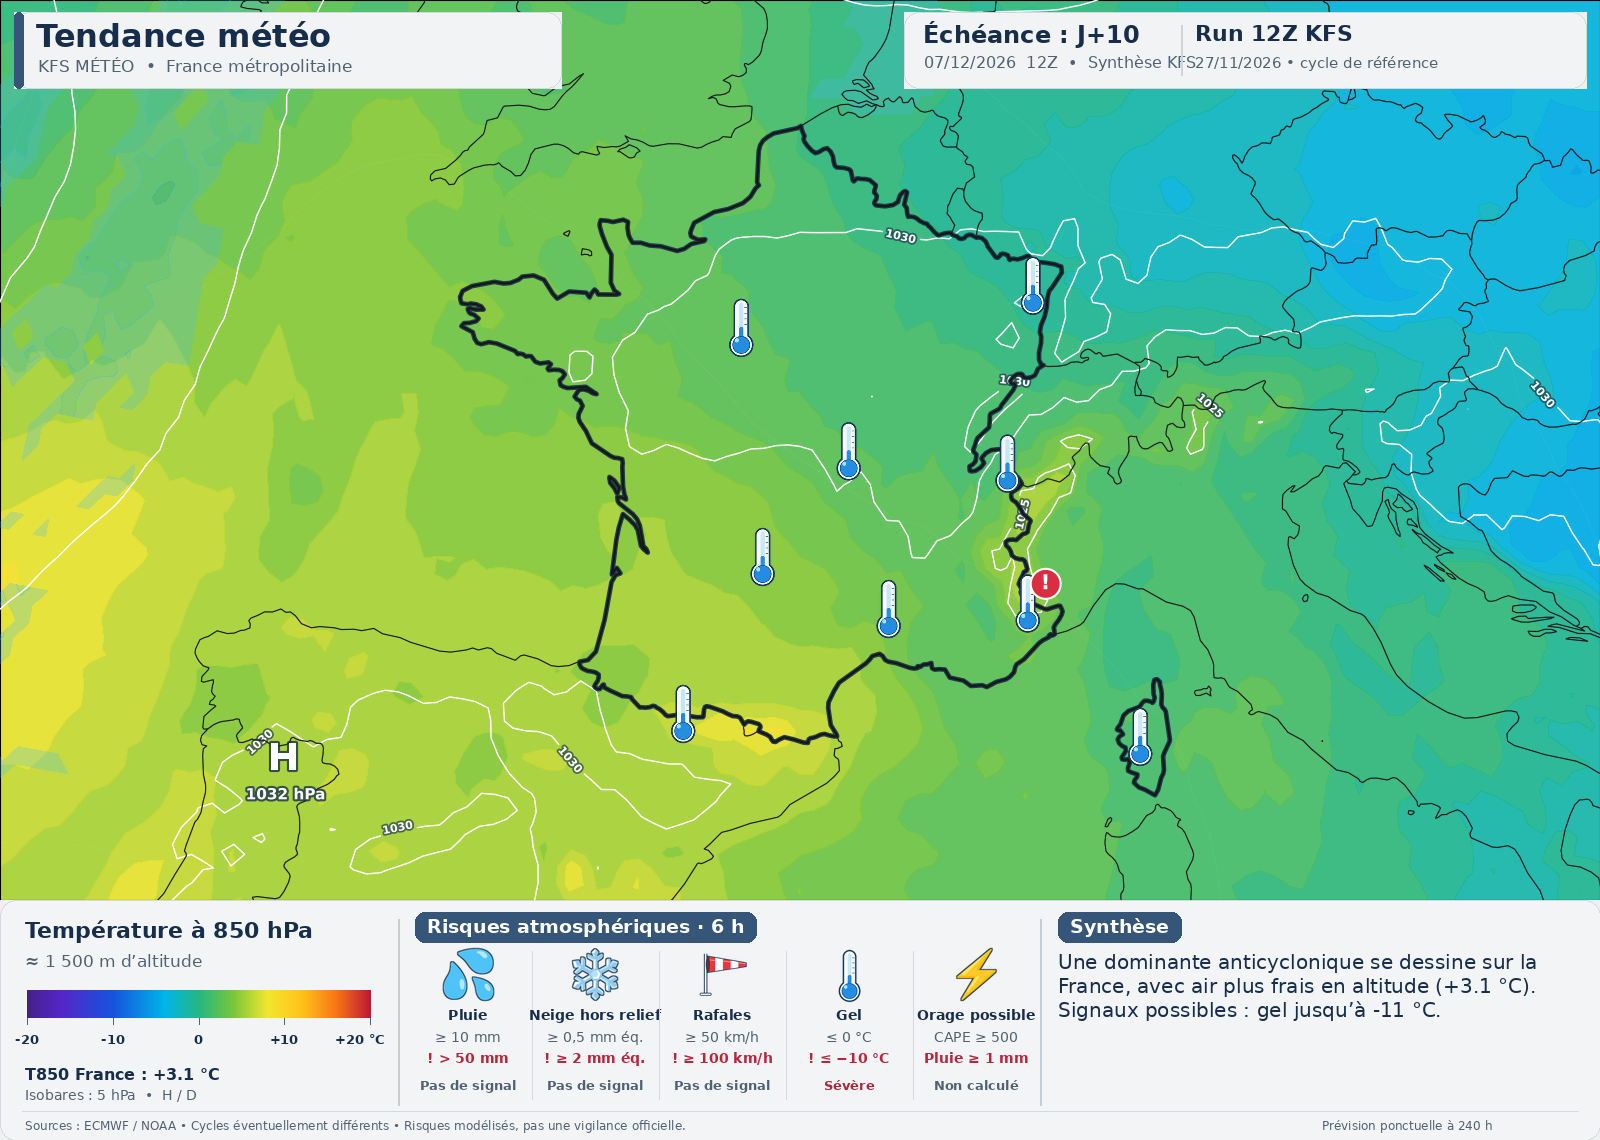 Tendance météo
KFS MÉTÉO • France métropolitaine
Échéance : J+10
07/12/2026 12Z • Synthèse KFS
Run 12Z KFS
27/11/2026 • cycle de référence
1030
1030
1025
1030
1025
!
1030
H
1032 hPa
1030
1030
Température à 850 hPa
≈ 1 500 m d’altitude
-20 -10 0 +10 +20 °C
T850 France : +3.1 °C
Isobares : 5 hPa • H / D
Risques atmosphériques · 6 h
Pluie
≥ 10 mm
! > 50 mm
Pas de signal
Neige hors relief
≥ 0,5 mm éq.
! ≥ 2 mm éq.
Pas de signal
Rafales
≥ 50 km/h
! ≥ 100 km/h
Pas de signal
Gel
≤ 0 °C
! ≤ −10 °C
Sévère
Orage possible
CAPE ≥ 500
Pluie ≥ 1 mm
Non calculé
Synthèse
Une dominante anticyclonique se dessine sur la
France, avec air plus frais en altitude (+3.1 °C).
Signaux possibles : gel jusqu’à -11 °C.
Sources : ECMWF / NOAA • Cycles éventuellement différents • Risques modélisés, pas une vigilance officielle.
Prévision ponctuelle à 240 h